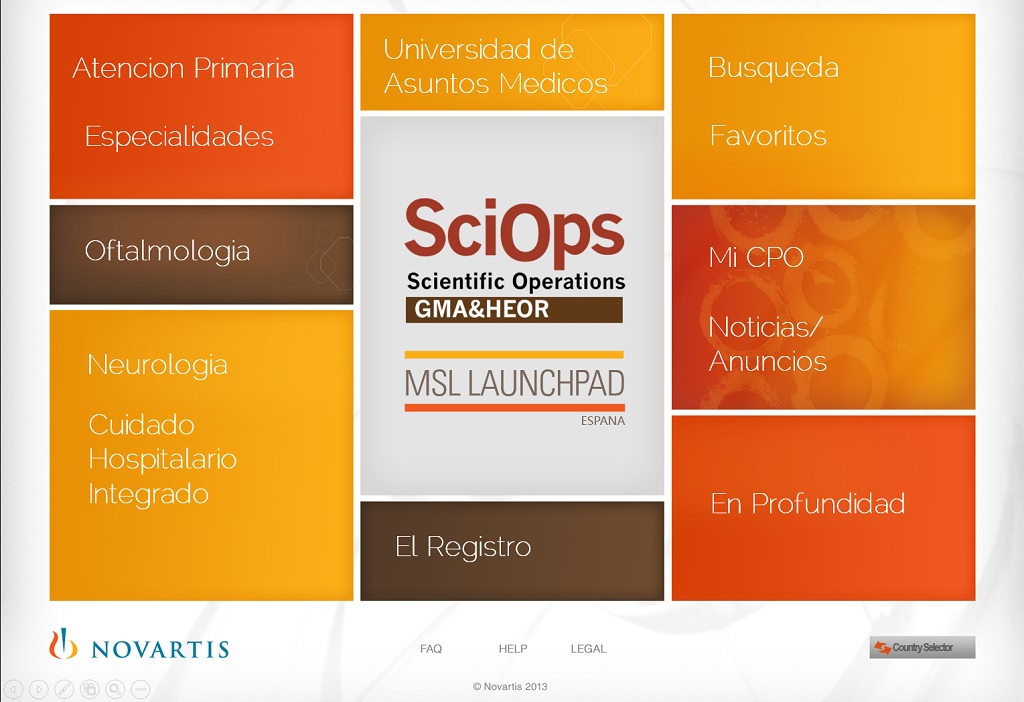 Atencion Primaria
Especialidades
Universidad de
Asuntos Medicos
Busqueda
Favoritos
Oftalmologia
SciOps
Scientific Operations
GMA&HEOR
MSL LAUNCHPAD
ESPANA
Mi CPO
Noticias/
Anuncios
Neurologia
Cuidado
Hospitalario
Integrado
El Registro
En Profundidad
NOVARTIS
FAQ HELP LEGAL
Country Selector
© Novartis 2013